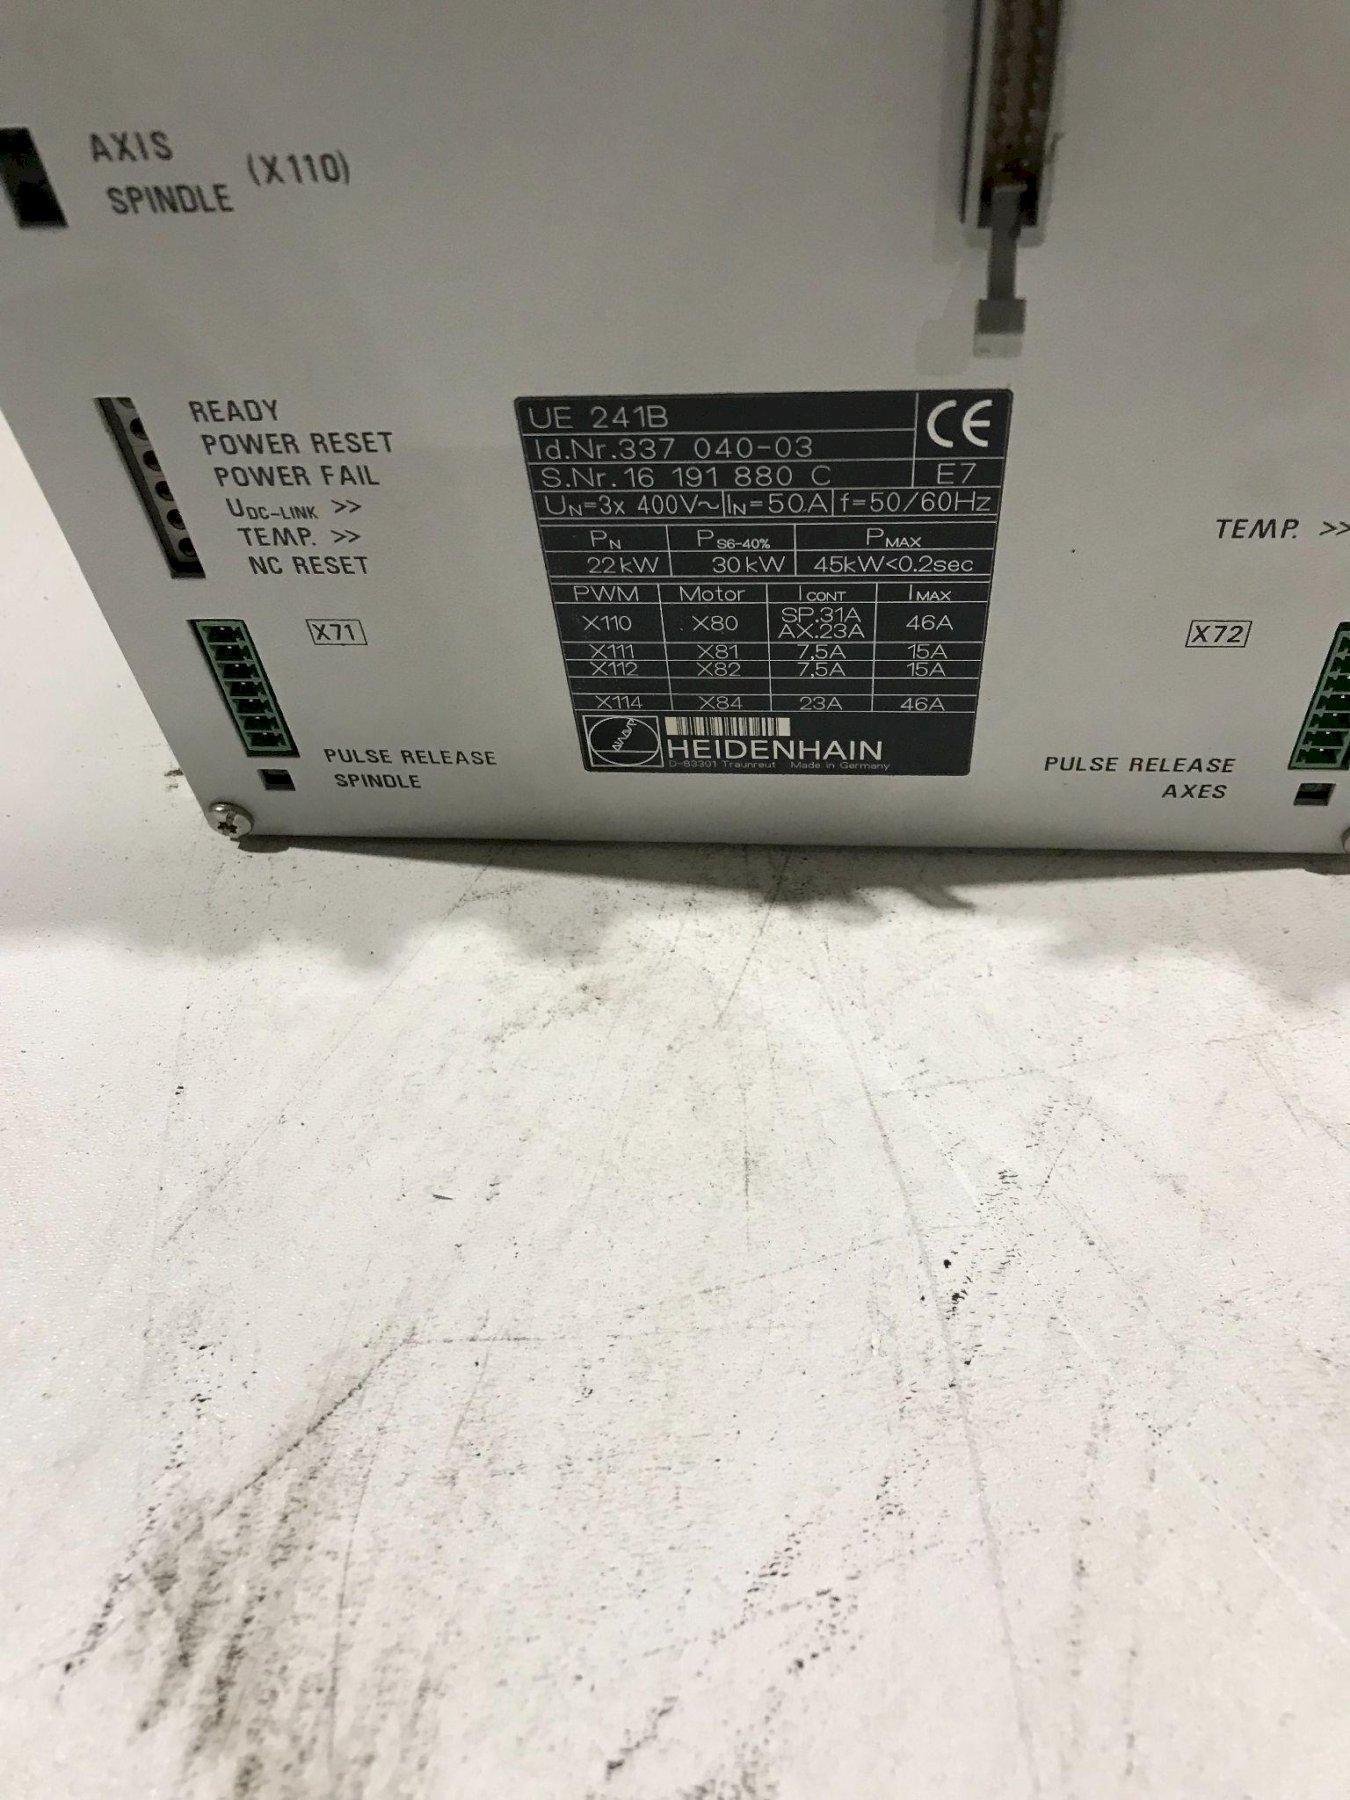 AXIS
SPINDLE (X110)
READY
POWER RESET
POWER FAIL
UDC-LINK >>
TEMP. >>
NC RESET
X71
PULSE RELEASE
SPINDLE
UE 241B
CE
Id.Nr.337 040-03
S.Nr.16 191 880 C E7
UN=3x 400V~ IN=50A f=50/60Hz
PN PS6-40% PMAX
22kW 30kW 45kW<0.2sec
PWM Motor ICONT IMAX
X110 X80 SP.31A AX.23A 46A
X111 X81 7,5A 15A
X112 X82 7,5A 15A
X114 X84 23A 46A
HEIDENHAIN
D-83301 Traunreut Made in Germany
TEMP. >>
X72
PULSE RELEASE
AXES